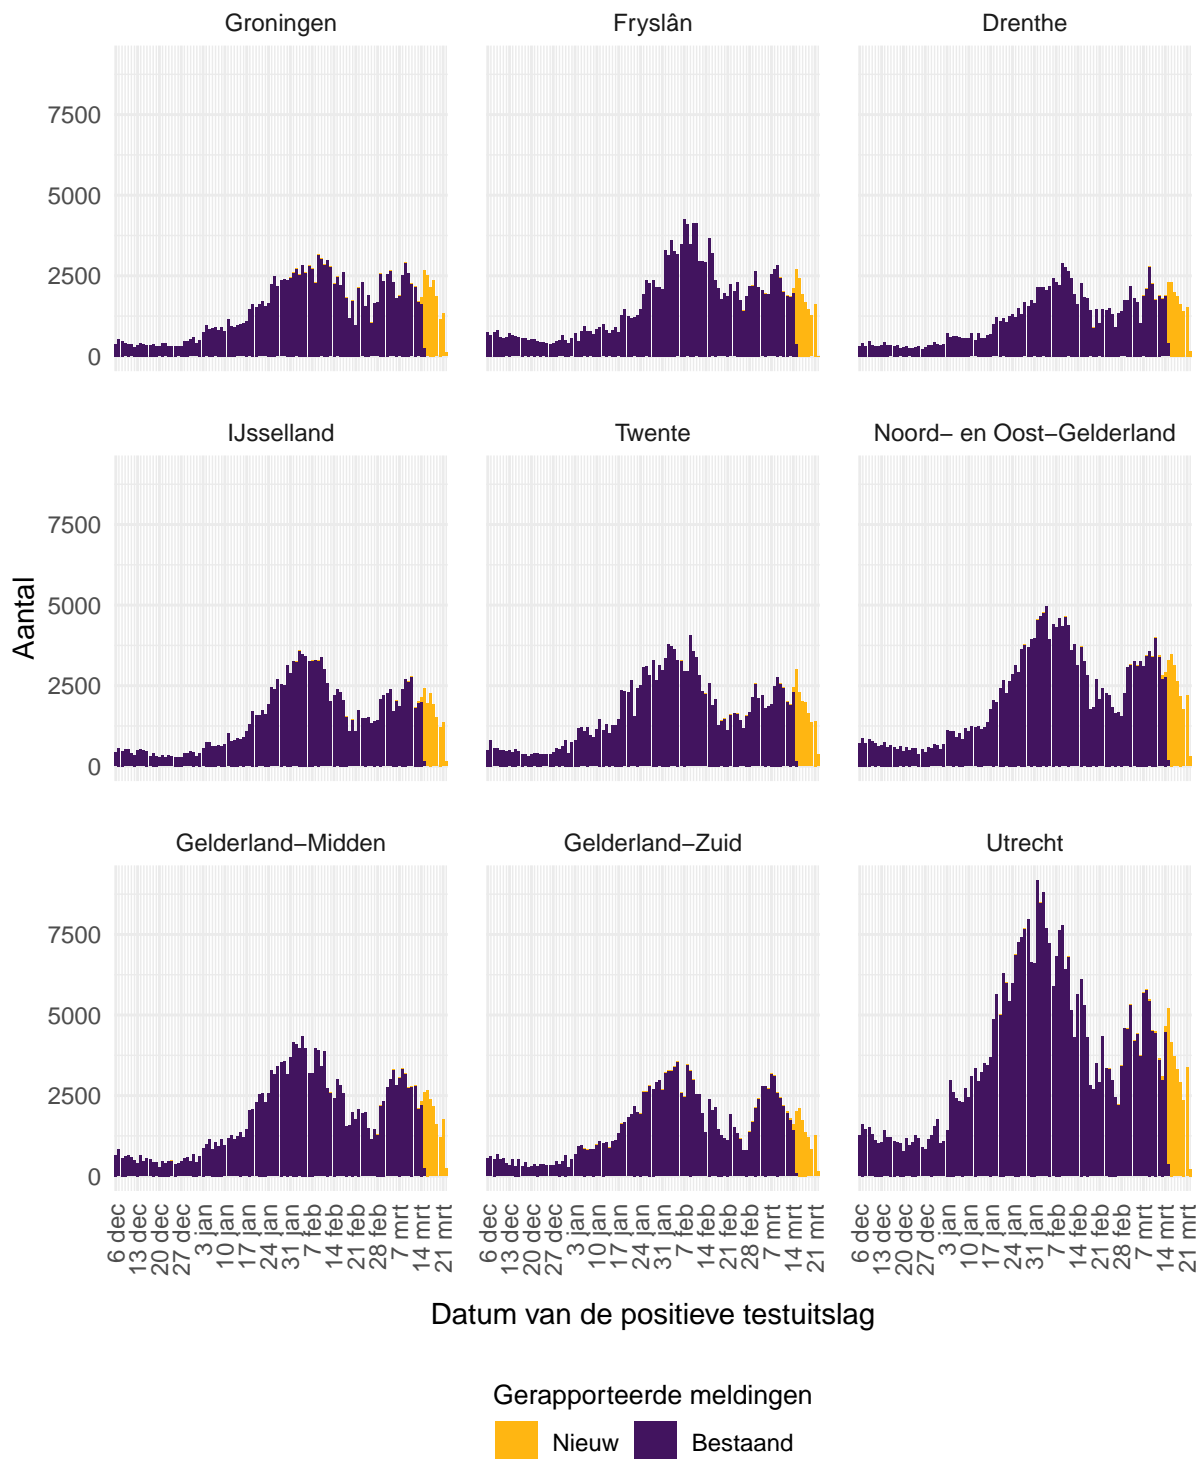 Groningen Fryslân Drenthe
7500
5000
2500
0
IJsselland Twente Noord− en Oost−Gelderland
7500
5000
2500
0
Aantal
Gelderland−Midden Gelderland−Zuid Utrecht
7500
5000
2500
0
6 dec 13 dec 20 dec 27 dec 3 jan 10 jan 17 jan 24 jan 31 jan 7 feb 14 feb 21 feb 28 feb 7 mrt 14 mrt 21 mrt
6 dec 13 dec 20 dec 27 dec 3 jan 10 jan 17 jan 24 jan 31 jan 7 feb 14 feb 21 feb 28 feb 7 mrt 14 mrt 21 mrt
6 dec 13 dec 20 dec 27 dec 3 jan 10 jan 17 jan 24 jan 31 jan 7 feb 14 feb 21 feb 28 feb 7 mrt 14 mrt 21 mrt
Datum van de positieve testuitslag
Gerapporteerde meldingen
Nieuw Bestaand